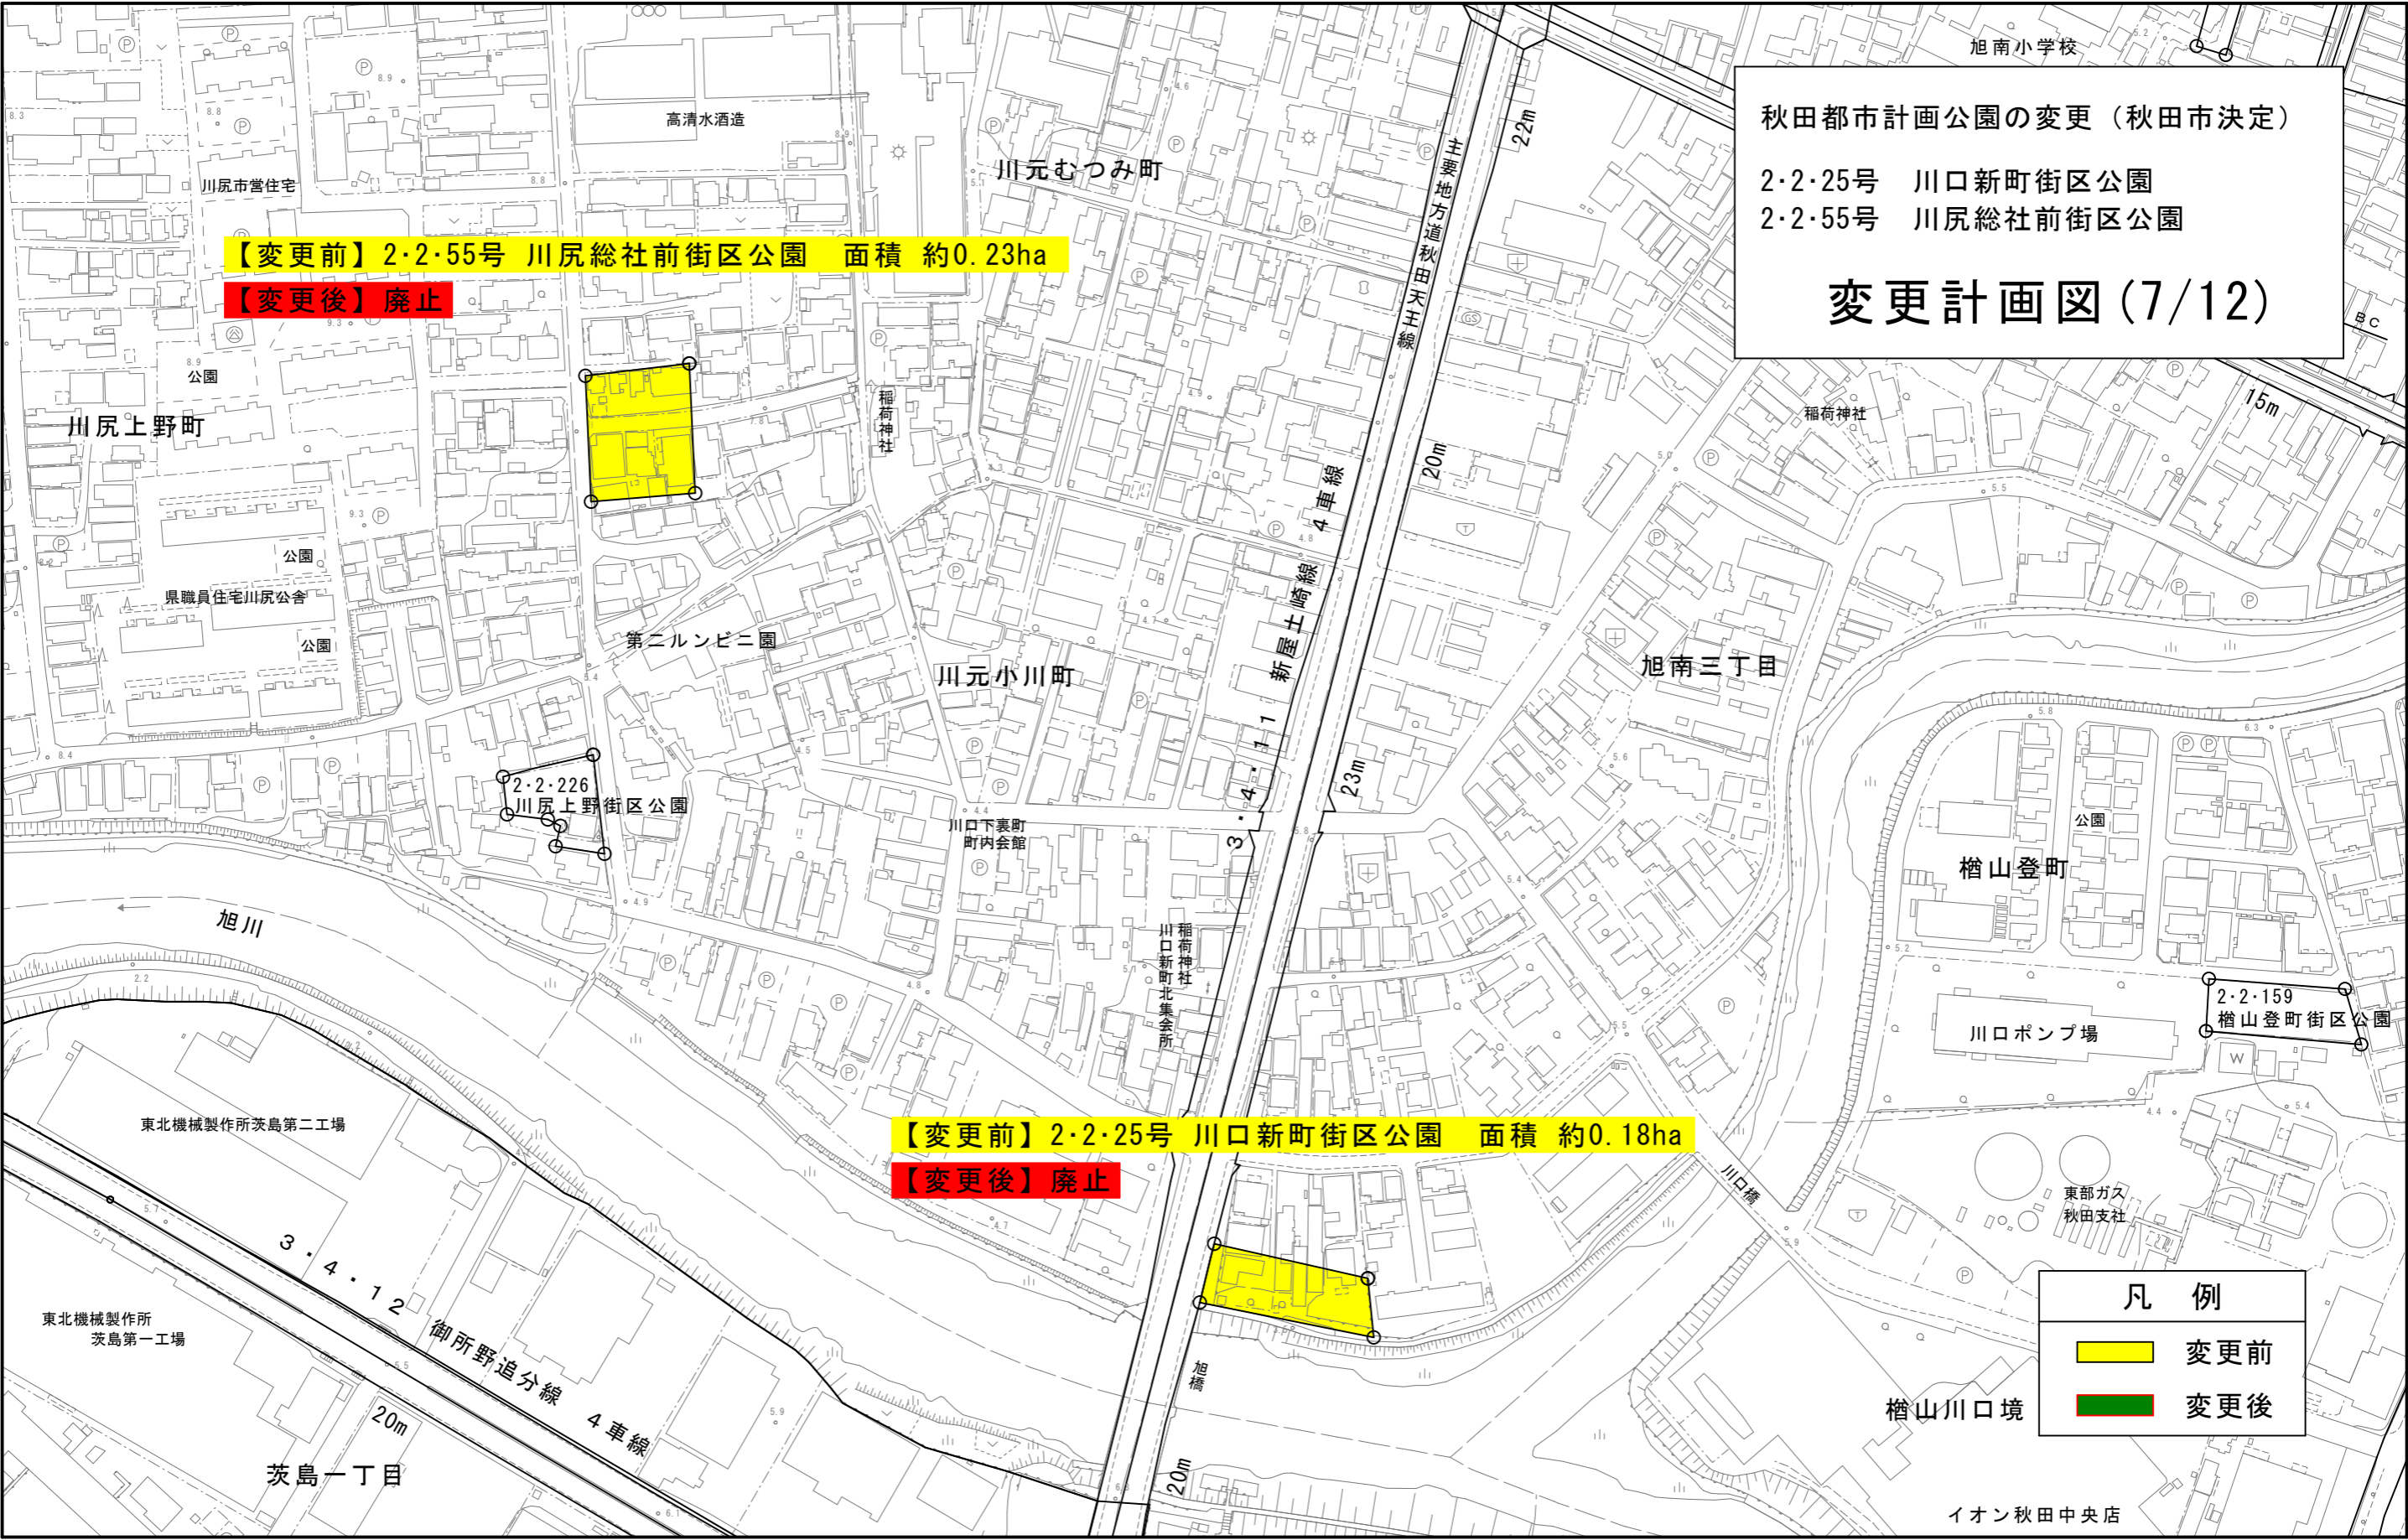 旭南小学校
秋田都市計画公園の変更（秋田市決定）
2・2・25号　川口新町街区公園
2・2・55号　川尻総社前街区公園
変更計画図(7/12)
高清水酒造
川元むつみ町
川尻市営住宅
【変更前】2・2・55号 川尻総社前街区公園　面積 約0.23ha
【変更後】廃止
主要地方道秋田天王線
22m
BC
15m
公園
川尻上野町
稲荷神社
稲荷神社
20m
3・4・11 新屋土崎線 4車線
公園
県職員住宅川尻公舎
公園
第二ルンビニ園
川元小川町
旭南三丁目
2・2・226
川尻上野街区公園
23m
川口下裏町
町内会館
公園
楢山登町
旭川
稲荷神社
川口新町北集会所
2・2・159
楢山登町街区公園
川口ポンプ場
W
東北機械製作所茨島第二工場
【変更前】2・2・25号 川口新町街区公園　面積 約0.18ha
【変更後】廃止
川口橋
東部ガス
秋田支社
3・4・12 御所野追分線 4車線
東北機械製作所
茨島第一工場
20m
茨島一丁目
旭橋
20m
楢山川口境
凡　例
変更前
変更後
イオン秋田中央店